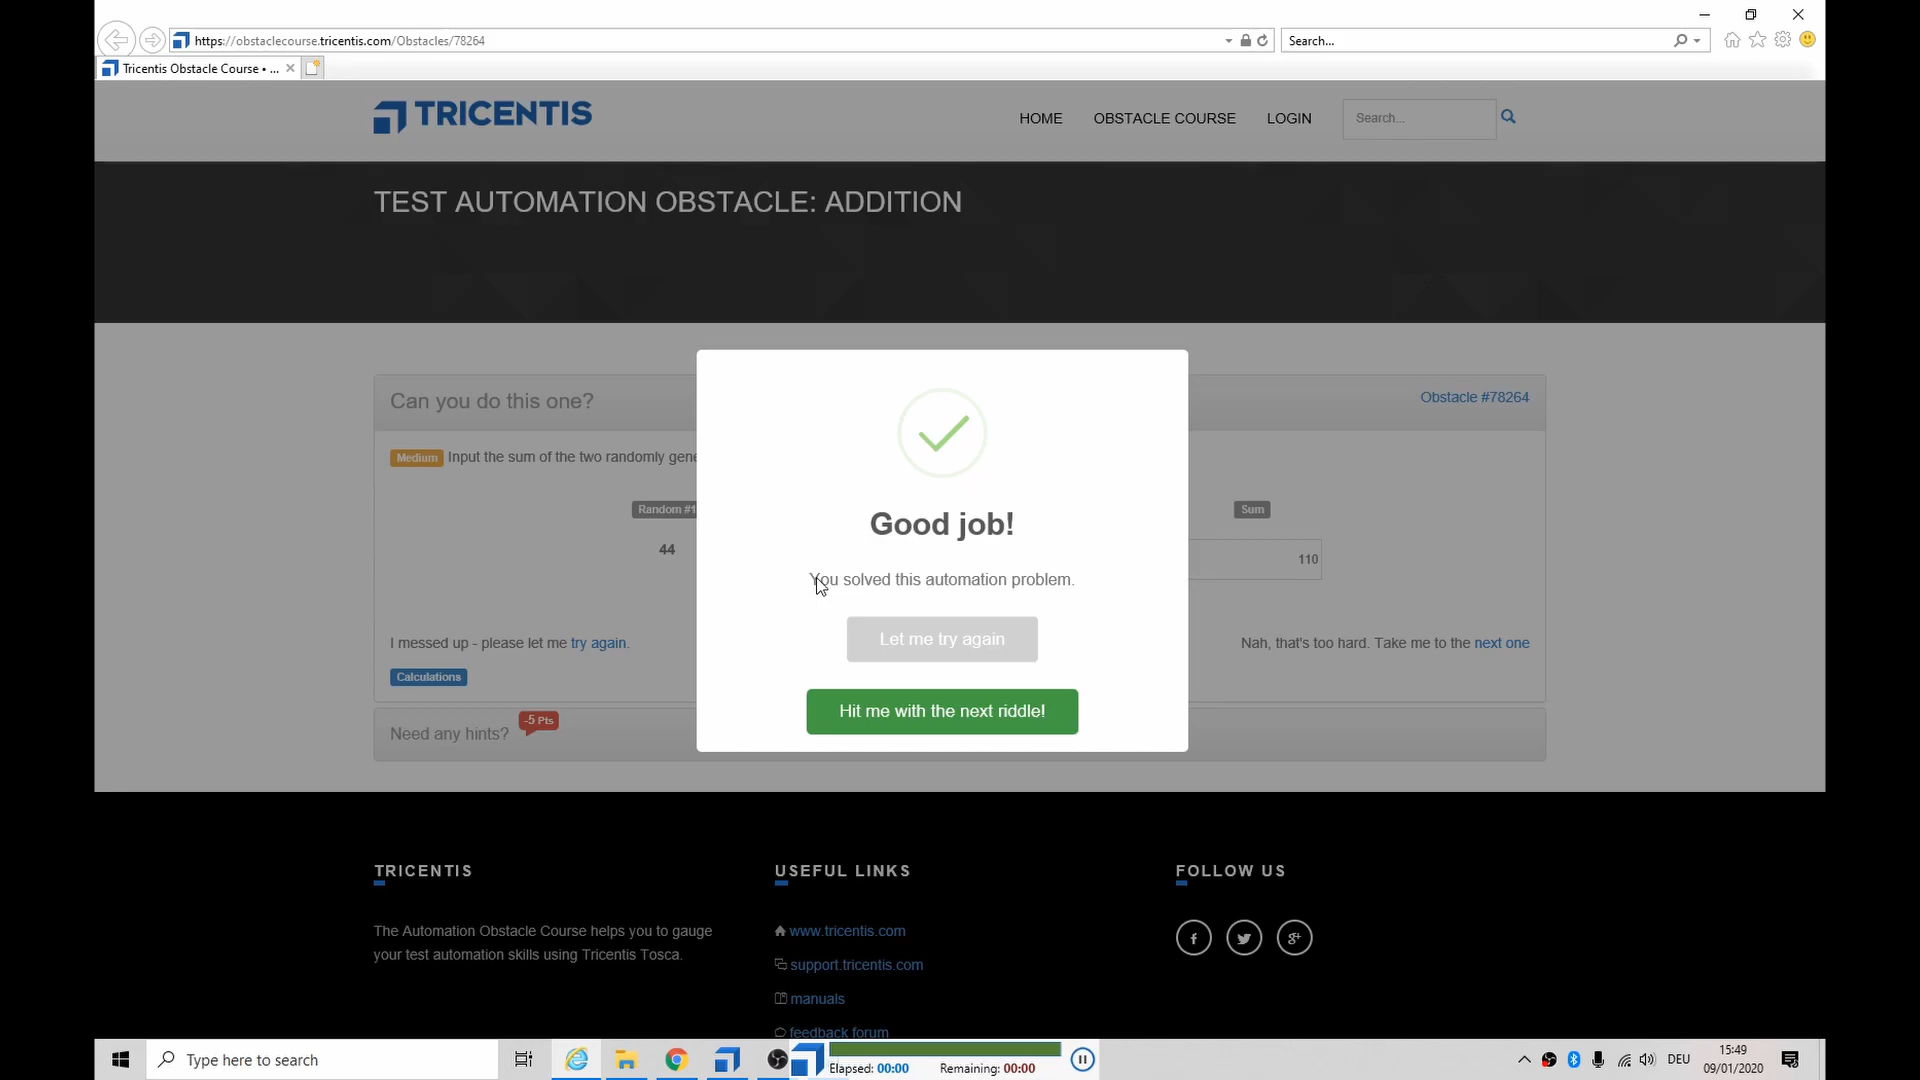 https://obstaclecourse.tricentis.com/Obstacles/78264
Search...
Tricentis Obstacle Course • ...
TRICENTIS
HOME
OBSTACLE COURSE
LOGIN
Search...
TEST AUTOMATION OBSTACLE: ADDITION
Can you do this one?
Obstacle #78264
Medium Input the sum of the two randomly gene
Random #1
Sum
44
110
I messed up - please let me try again.
Nah, that's too hard. Take me to the next one
Calculations
Need any hints?
-5 Pts
Good job!
You solved this automation problem.
Let me try again
Hit me with the next riddle!
TRICENTIS
The Automation Obstacle Course helps you to gauge
your test automation skills using Tricentis Tosca.
USEFUL LINKS
www.tricentis.com
support.tricentis.com
manuals
feedback forum
FOLLOW US
Type here to search
Elapsed: 00:00
Remaining: 00:00
DEU
15:49
09/01/2020